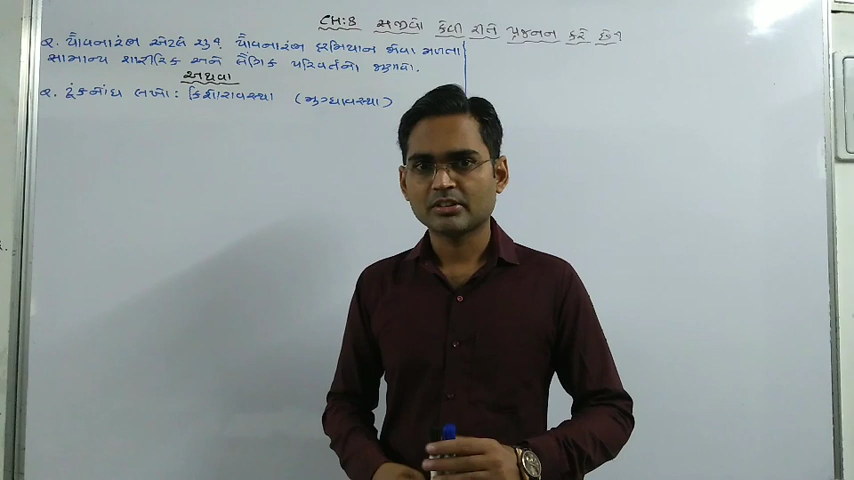 CH:8 સજીવો કેવી રીતે પ્રજનન કરે છે?
Q. યૌવનારંભ એટલે શુ? યૌવનારંભ દરમિયાન જોવા મળતા
સામાન્ય શારીરિક અને લૈંગિક પરિવર્તનો જણાવો.
અથવા
Q. ટૂંકનોંધ લખો: કિશોરાવસ્થા (મુગ્ધાવસ્થા)